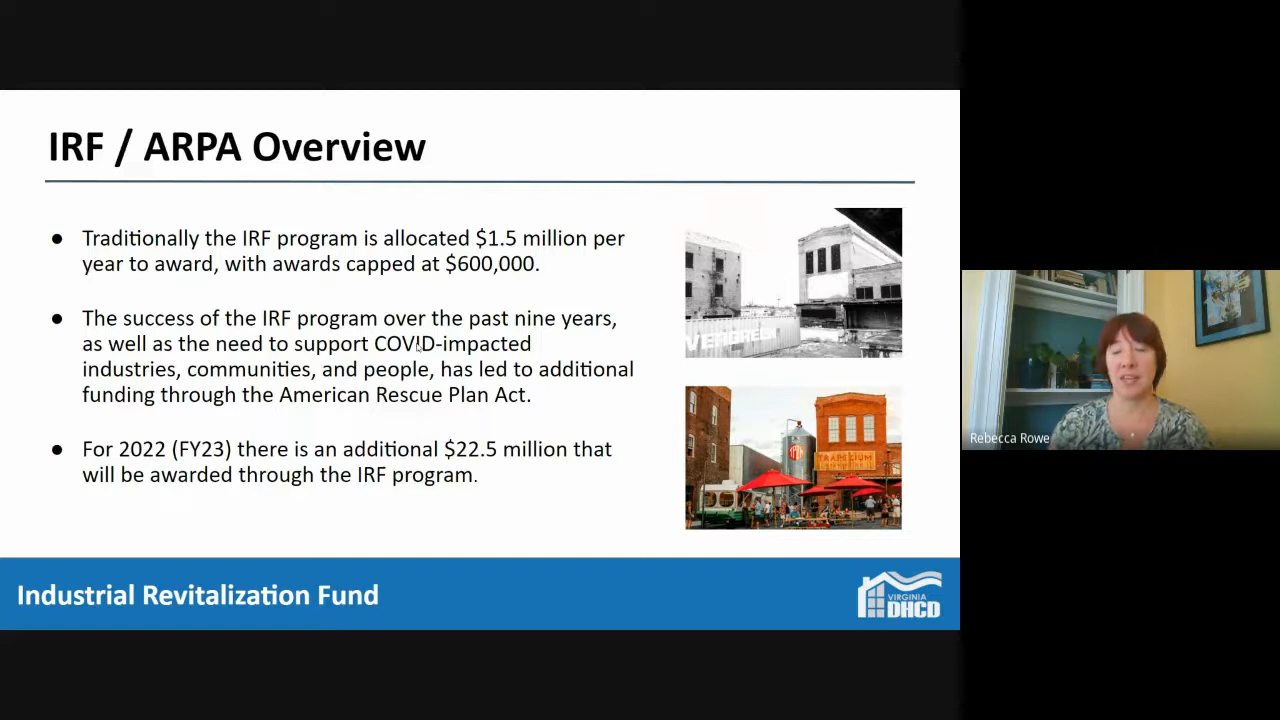 IRF / ARPA Overview
● Traditionally the IRF program is allocated $1.5 million per
year to award, with awards capped at $600,000.
● The success of the IRF program over the past nine years,
as well as the need to support COVID-impacted
industries, communities, and people, has led to additional
funding through the American Rescue Plan Act.
● For 2022 (FY23) there is an additional $22.5 million that
will be awarded through the IRF program.
VERGREEN
TRAPEZIUM
Rebecca Rowe
Industrial Revitalization Fund
VIRGINIA
DHCD